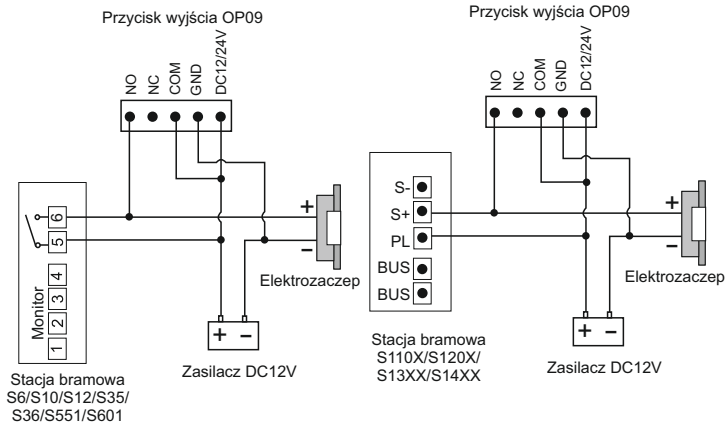 Przycisk wyjścia OP09
NO
NC
COM
GND
DC12/24V
6
5
4
3
2
1
Monitor
+
−
Elektrozaczep
+ −
Zasilacz DC12V
Stacja bramowa
S6/S10/S12/S35/
S36/S551/S601
Przycisk wyjścia OP09
NO
NC
COM
GND
DC12/24V
S-
S+
PL
BUS
BUS
+
−
Elektrozaczep
+ −
Zasilacz DC12V
Stacja bramowa
S110X/S120X/
S13XX/S14XX